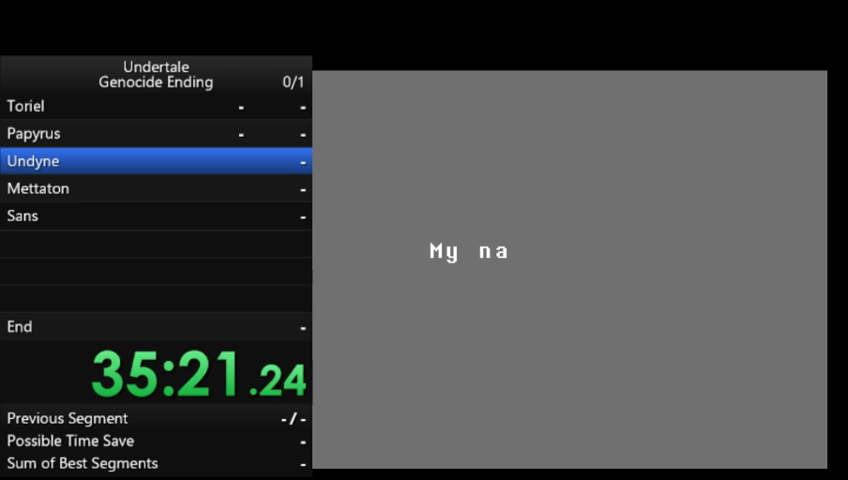 Undertale
Genocide Ending 0/1
Toriel - -
Papyrus - -
Undyne -
Mettaton -
Sans -
My na
End -
35:21.24
Previous Segment -/-
Possible Time Save -
Sum of Best Segments -